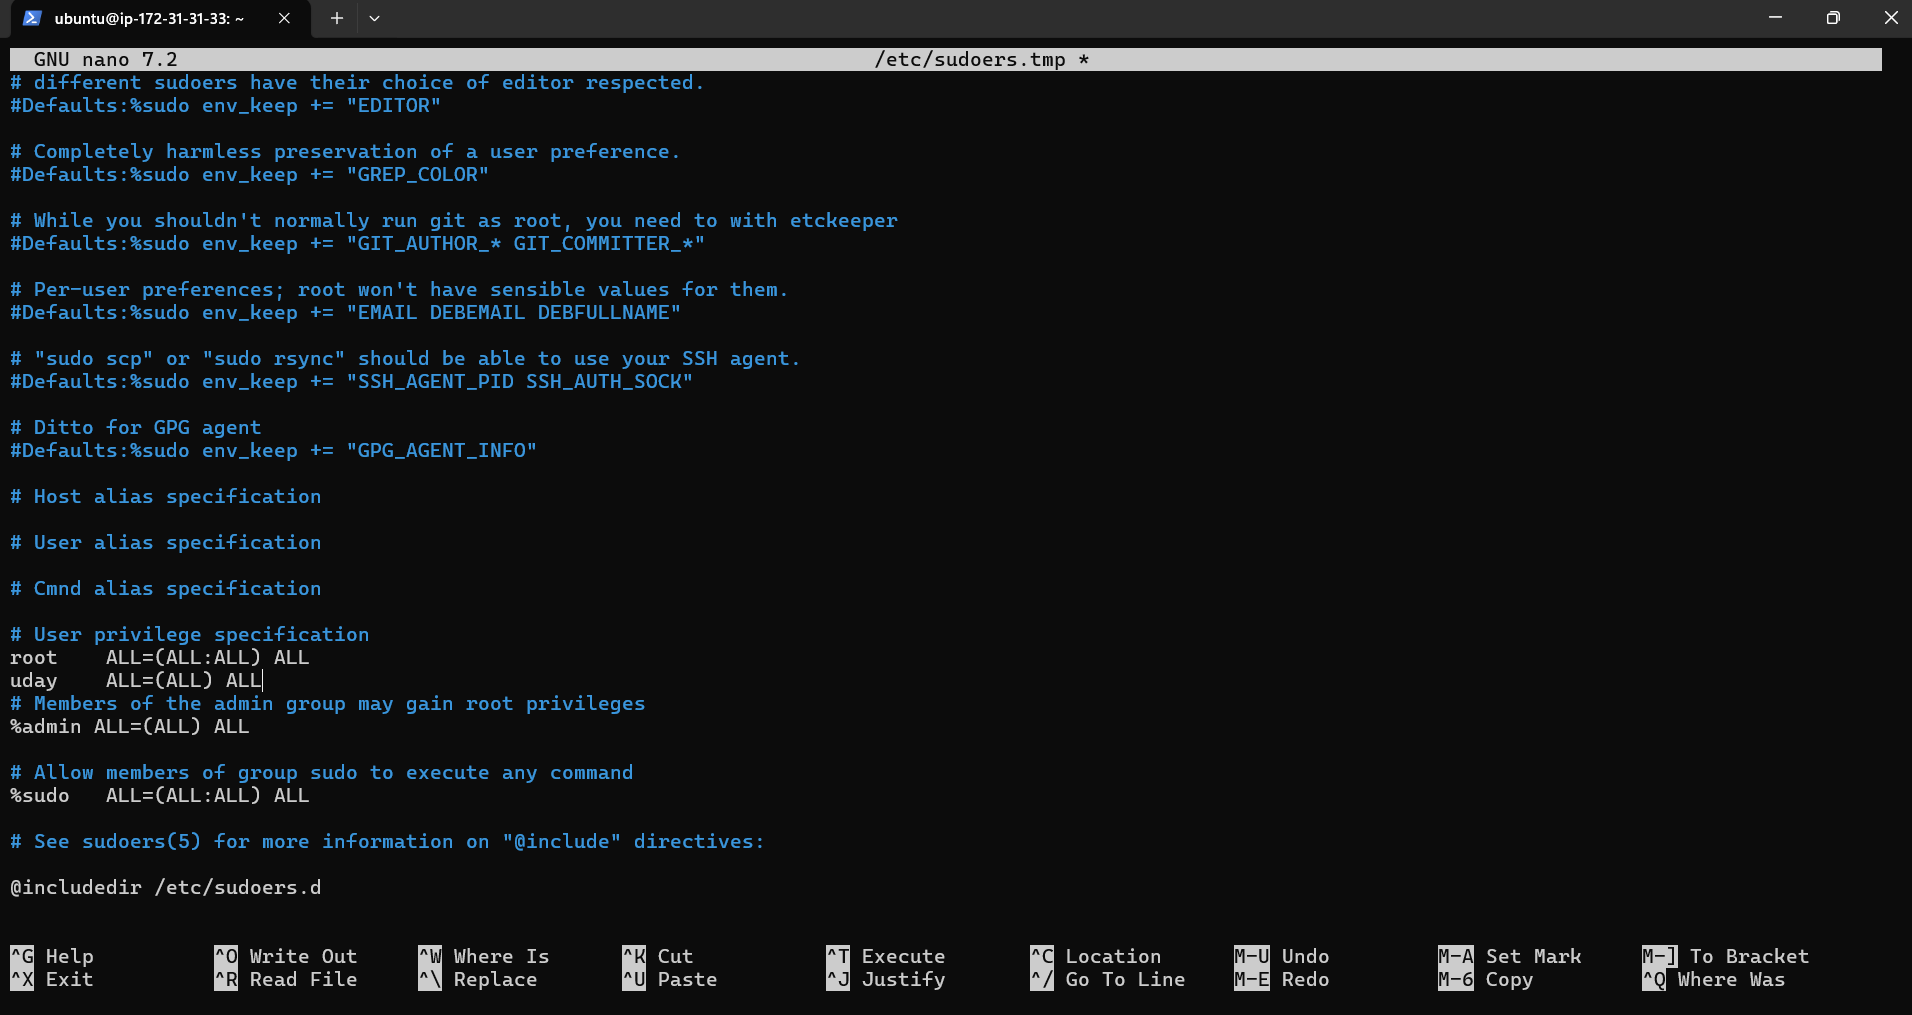 ubuntu@ip-172-31-31-33: ~
GNU nano 7.2 /etc/sudoers.tmp *
# different sudoers have their choice of editor respected.
#Defaults:%sudo env_keep += "EDITOR"
# Completely harmless preservation of a user preference.
#Defaults:%sudo env_keep += "GREP_COLOR"
# While you shouldn't normally run git as root, you need to with etckeeper
#Defaults:%sudo env_keep += "GIT_AUTHOR_* GIT_COMMITTER_*"
# Per-user preferences; root won't have sensible values for them.
#Defaults:%sudo env_keep += "EMAIL DEBEMAIL DEBFULLNAME"
# "sudo scp" or "sudo rsync" should be able to use your SSH agent.
#Defaults:%sudo env_keep += "SSH_AGENT_PID SSH_AUTH_SOCK"
# Ditto for GPG agent
#Defaults:%sudo env_keep += "GPG_AGENT_INFO"
# Host alias specification
# User alias specification
# Cmnd alias specification
# User privilege specification
root    ALL=(ALL:ALL) ALL
uday    ALL=(ALL) ALL
# Members of the admin group may gain root privileges
%admin ALL=(ALL) ALL
# Allow members of group sudo to execute any command
%sudo   ALL=(ALL:ALL) ALL
# See sudoers(5) for more information on "@include" directives:
@includedir /etc/sudoers.d
^G Help ^O Write Out ^W Where Is ^K Cut ^T Execute ^C Location M-U Undo M-A Set Mark M-] To Bracket
^X Exit ^R Read File ^\ Replace ^U Paste ^J Justify ^/ Go To Line M-E Redo M-6 Copy ^Q Where Was